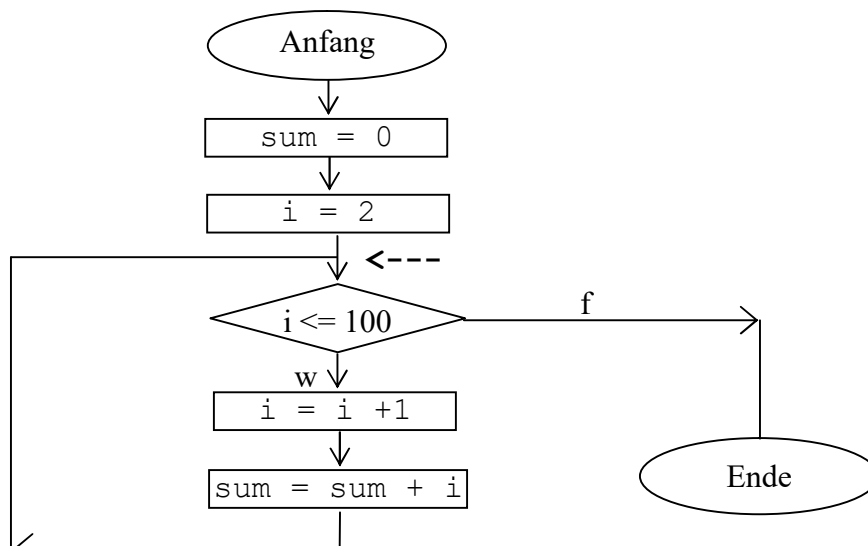 Anfang
sum = 0
i = 2
i <= 100
f
w
i = i +1
sum = sum + i
Ende